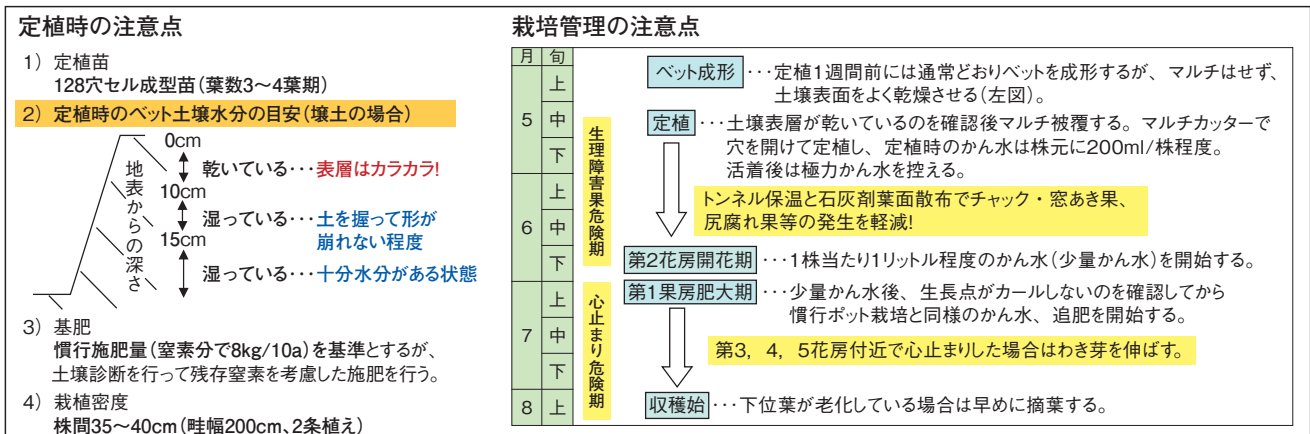 定植時の注意点
1) 定植苗
128穴セル成型苗(葉数3〜4葉期)
2) 定植時のベット土壌水分の目安(壌土の場合)
0cm
地表からの深さ
乾いている･･･表層はカラカラ!
10cm
湿っている･･･土を握って形が
崩れない程度
15cm
湿っている･･･十分水分がある状態
3) 基肥
慣行施肥量(窒素分で8kg/10a)を基準とするが、
土壌診断を行って残存窒素を考慮した施肥を行う。
4) 栽植密度
株間35〜40cm(畦幅200cm、2条植え)
栽培管理の注意点
月 旬
5 上 中 下
6 上 中 下
7 上 中 下
8 上
生理障害果危険期
心止まり危険期
ベット成形 ･･･定植1週間前には通常どおりベットを成形するが、マルチはせず、
土壌表面をよく乾燥させる(左図)。
定植 ･･･土壌表層が乾いているのを確認後マルチ被覆する。マルチカッターで
穴を開けて定植し、定植時のかん水は株元に200ml/株程度。
活着後は極力かん水を控える。
トンネル保温と石灰剤葉面散布でチャック・窓あき果、
尻腐れ果等の発生を軽減!
第2花房開花期 ･･･1株当たり1リットル程度のかん水(少量かん水)を開始する。
第1果房肥大期 ･･･少量かん水後、生長点がカールしないのを確認してから
慣行ポット栽培と同様のかん水、追肥を開始する。
第3, 4, 5花房付近で心止まりした場合はわき芽を伸ばす。
収穫始 ･･･下位葉が老化している場合は早めに摘葉する。